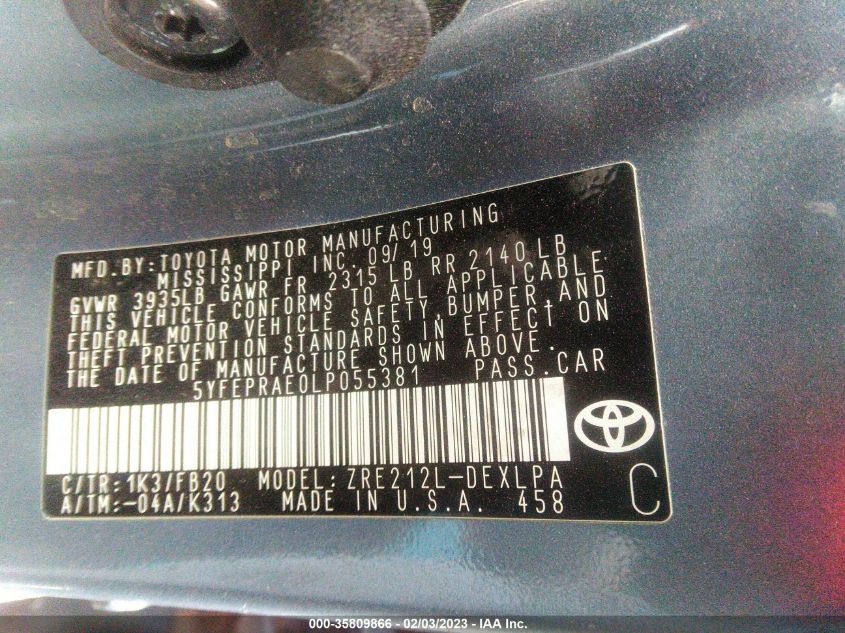 MFD.BY:TOYOTA MOTOR MANUFACTURING
MISSISSIPPI INC. 09/19
GVWR 3935LB GAWR FR 2315 LB RR 2140 LB
THIS VEHICLE CONFORMS TO ALL APPLICABLE
FEDERAL MOTOR VEHICLE SAFETY,BUMPER,AND
THEFT PREVENTION STANDARDS IN EFFECT ON
THE DATE OF MANUFACTURE SHOWN ABOVE.
5YFEPRAE0LP055381 PASS.CAR
C/TR:1K3/FB20 MODEL:ZRE212L-DEXLPA
A/TM:-04A/K313 MADE IN U.S.A. 458
C
000-35809866 - 02/03/2023 - IAA Inc.